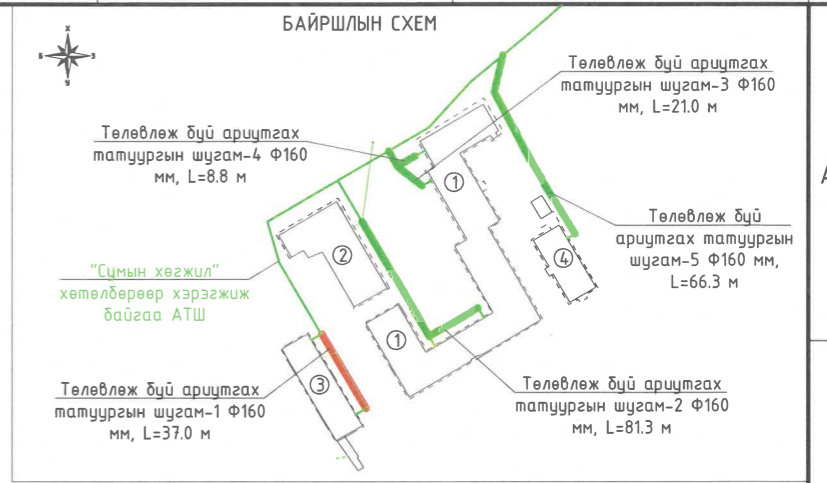 БАЙРШЛЫН СХЕМ
Төлөвлөж буй ариутгах
татуургын шугам-3 Ф160
мм, L=21.0 м
Төлөвлөж буй ариутгах
татуургын шугам-4 Ф160
мм, L=8.8 м
Төлөвлөж буй
ариутгах татуургын
шугам-5 Ф160 мм,
L=66.3 м
"Сумын хөгжил"
хөтөлбөрөөр хэрэгжиж
байгаа АТШ
Төлөвлөж буй ариутгах
татуургын шугам-1 Ф160
мм, L=37.0 м
Төлөвлөж буй ариутгах
татуургын шугам-2 Ф160
мм, L=81.3 м
1
2
4
1
3